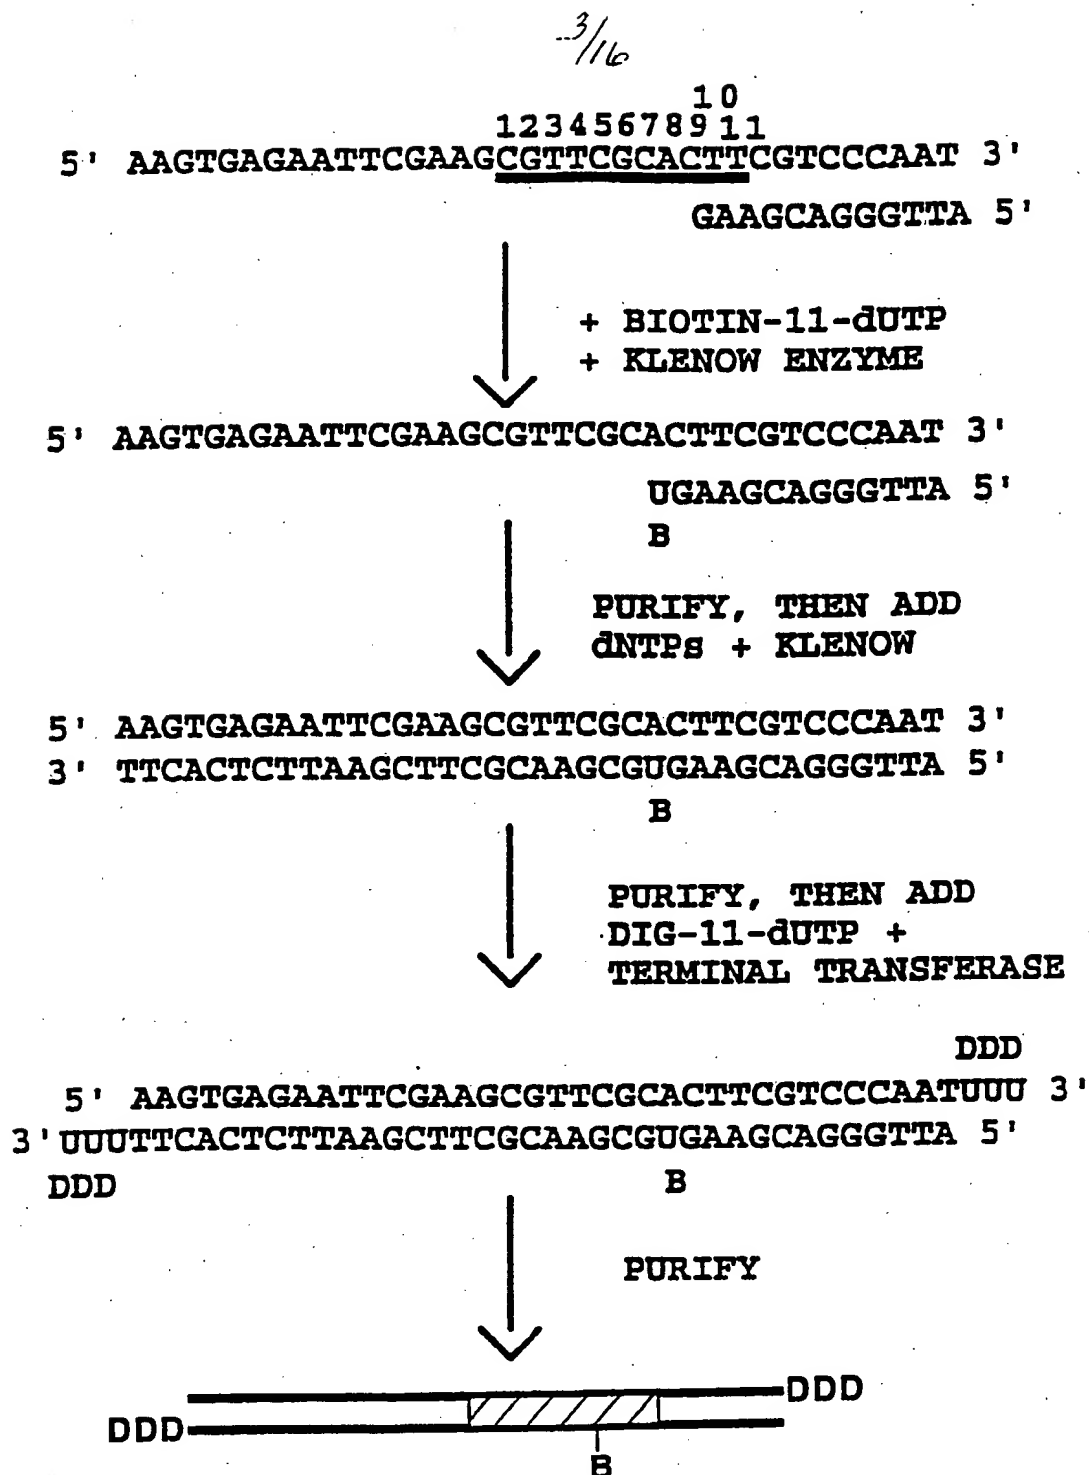 3/16
10
123456789 11
5' AAGTGAGAATTCGAAGCGTTCGCACTTCGTCCCAAT 3'
GAAGCAGGGTTA 5'
+ BIOTIN-11-dUTP
+ KLENOW ENZYME
5' AAGTGAGAATTCGAAGCGTTCGCACTTCGTCCCAAT 3'
UGAAGCAGGGTTA 5'
B
PURIFY, THEN ADD
dNTPs + KLENOW
5' AAGTGAGAATTCGAAGCGTTCGCACTTCGTCCCAAT 3'
3' TTCACTCTTAAGCTTCGCAAGCGUGAAGCAGGGTTA 5'
B
PURIFY, THEN ADD
DIG-11-dUTP +
TERMINAL TRANSFERASE
DDD
5' AAGTGAGAATTCGAAGCGTTCGCACTTCGTCCCAATUUU 3'
3'UUUTTCACTCTTAAGCTTCGCAAGCGUGAAGCAGGGTTA 5'
DDD B
PURIFY
DDD
DDD
B